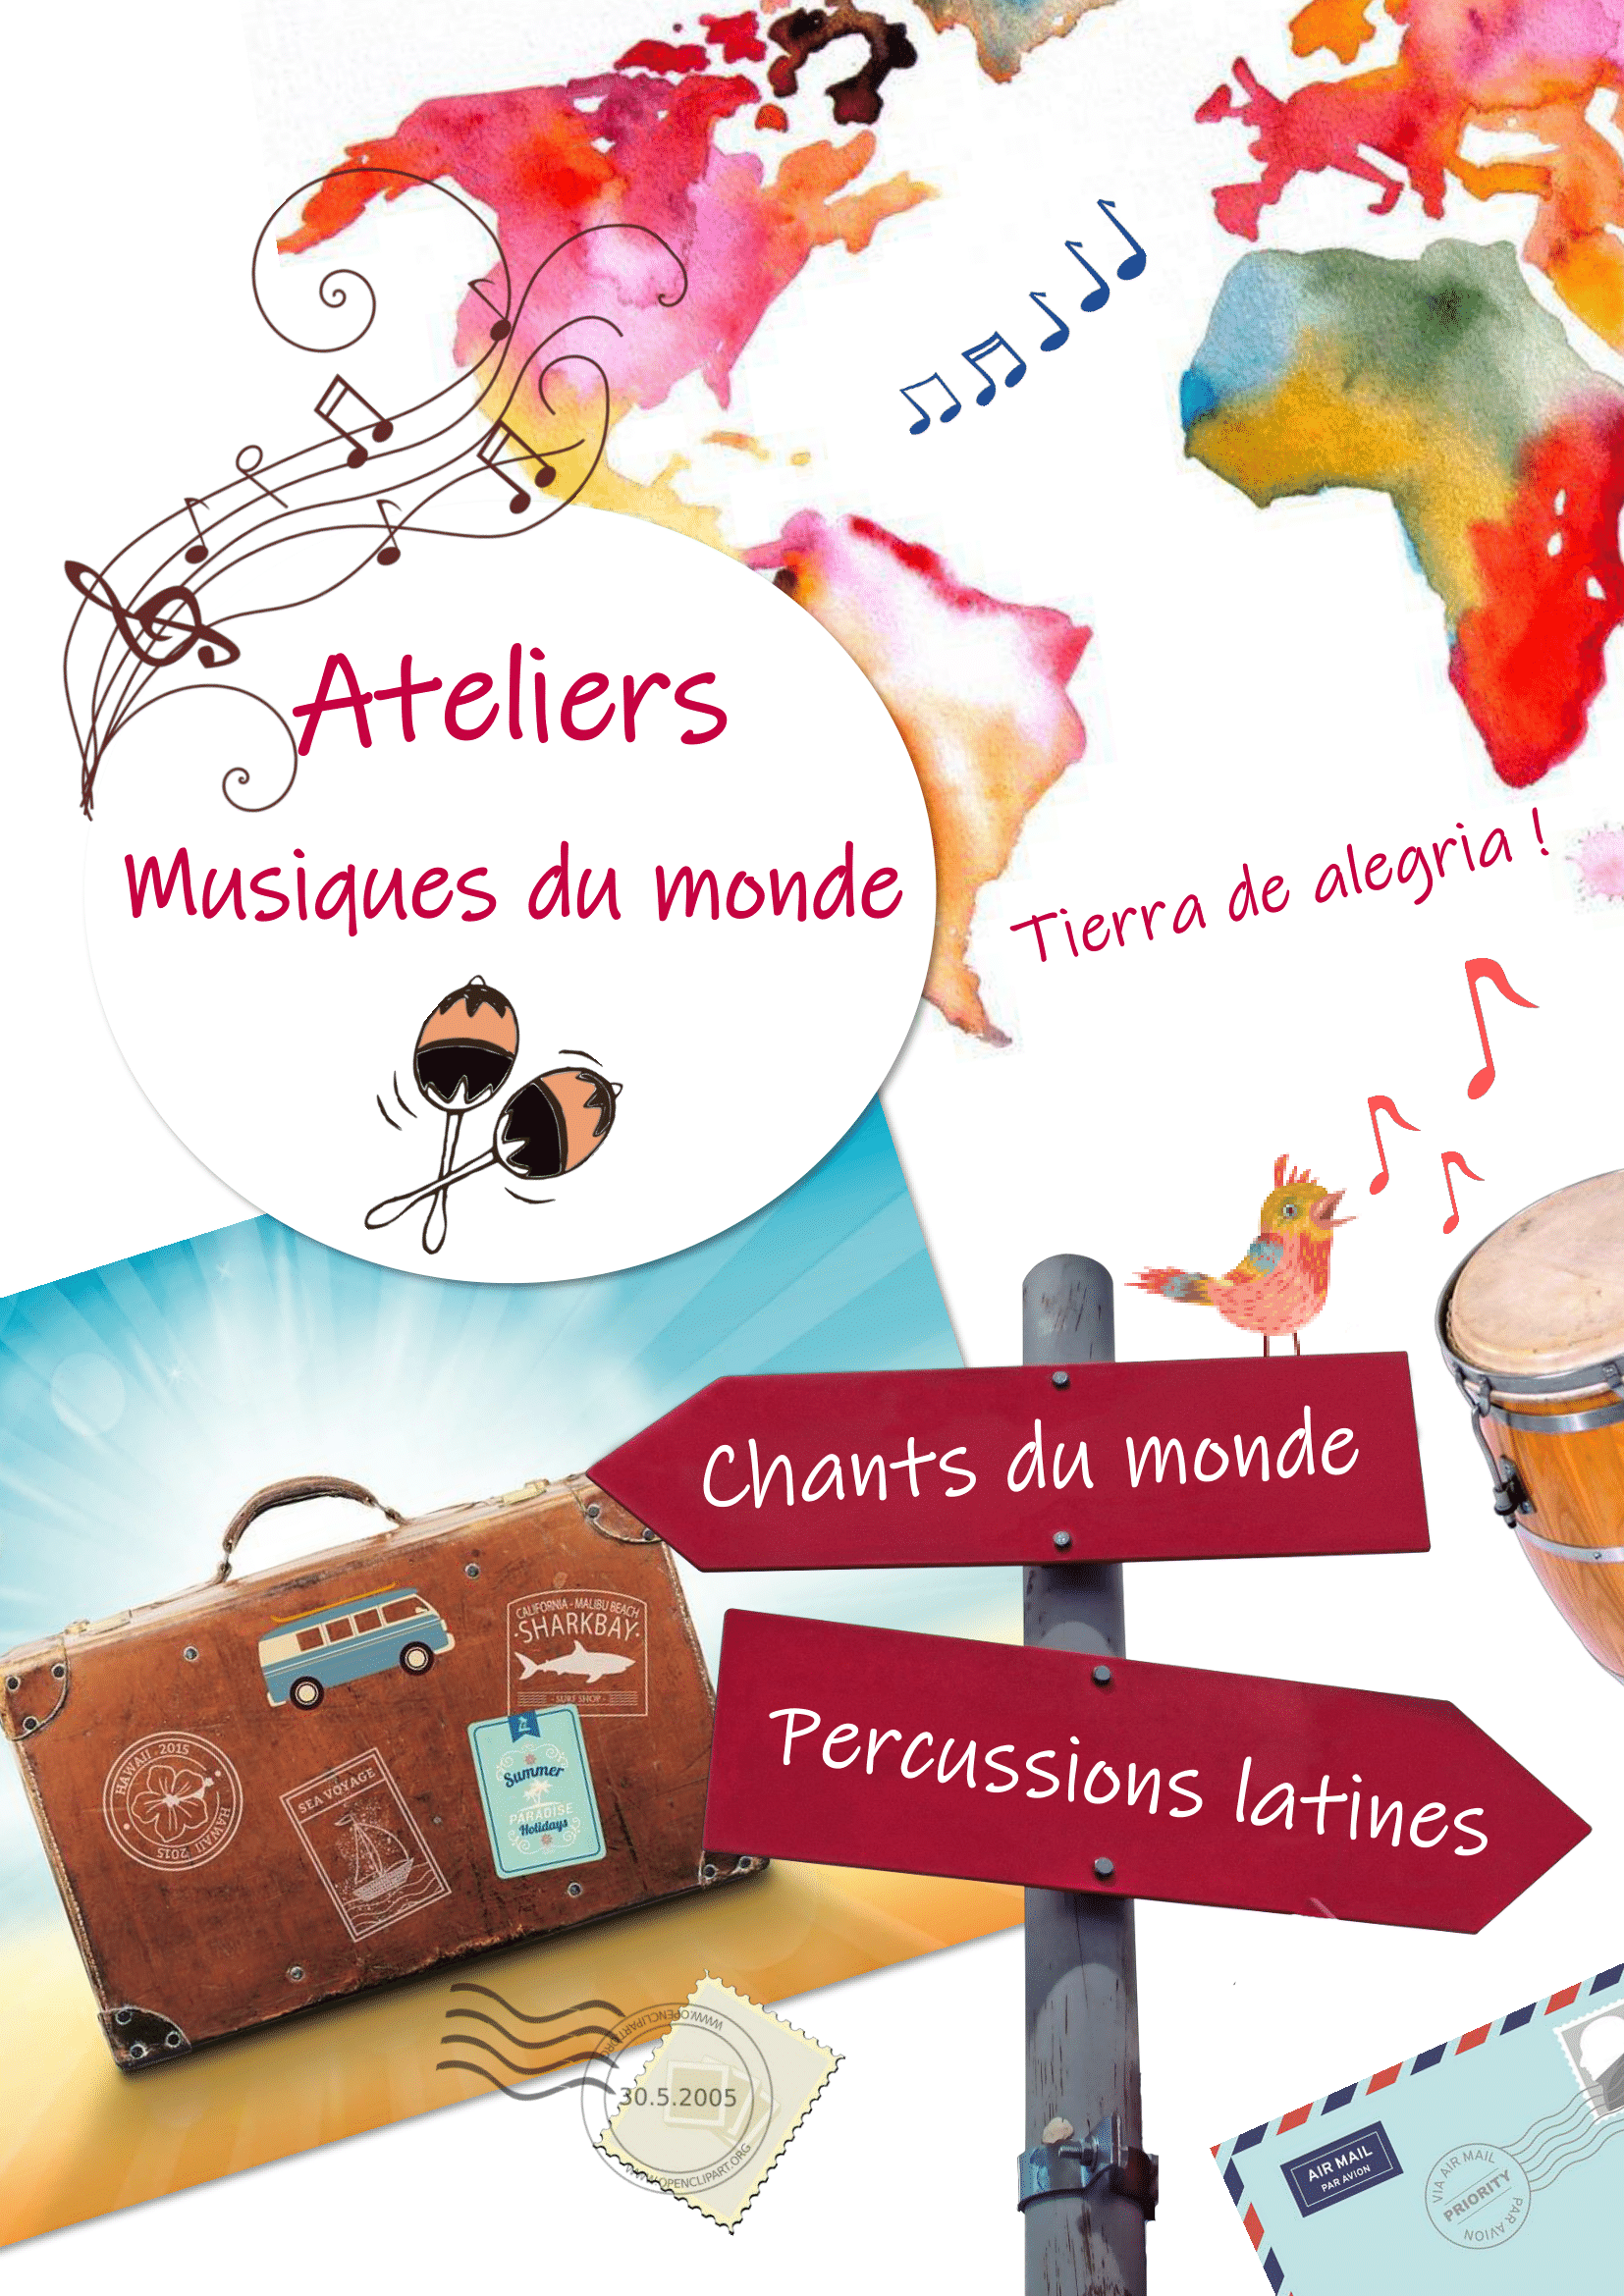 Ateliers
Musiques du monde
Tierra de alegria !
Chants du monde
Percussions latines
CALIFORNIA - MALIBU BEACH
·SHARKBAY·
- SURF SHOP -
HAWAII 2015
HAWAII 2015
SEA VOYAGE
Summer
PARADISE
Holidays
WWW.OPENCLIPART.ORG
30.5.2005
WWW.OPENCLIPART.ORG
AIR MAIL
PAR AVION
VIA AIR MAIL
PRIORITY
PAR AVION